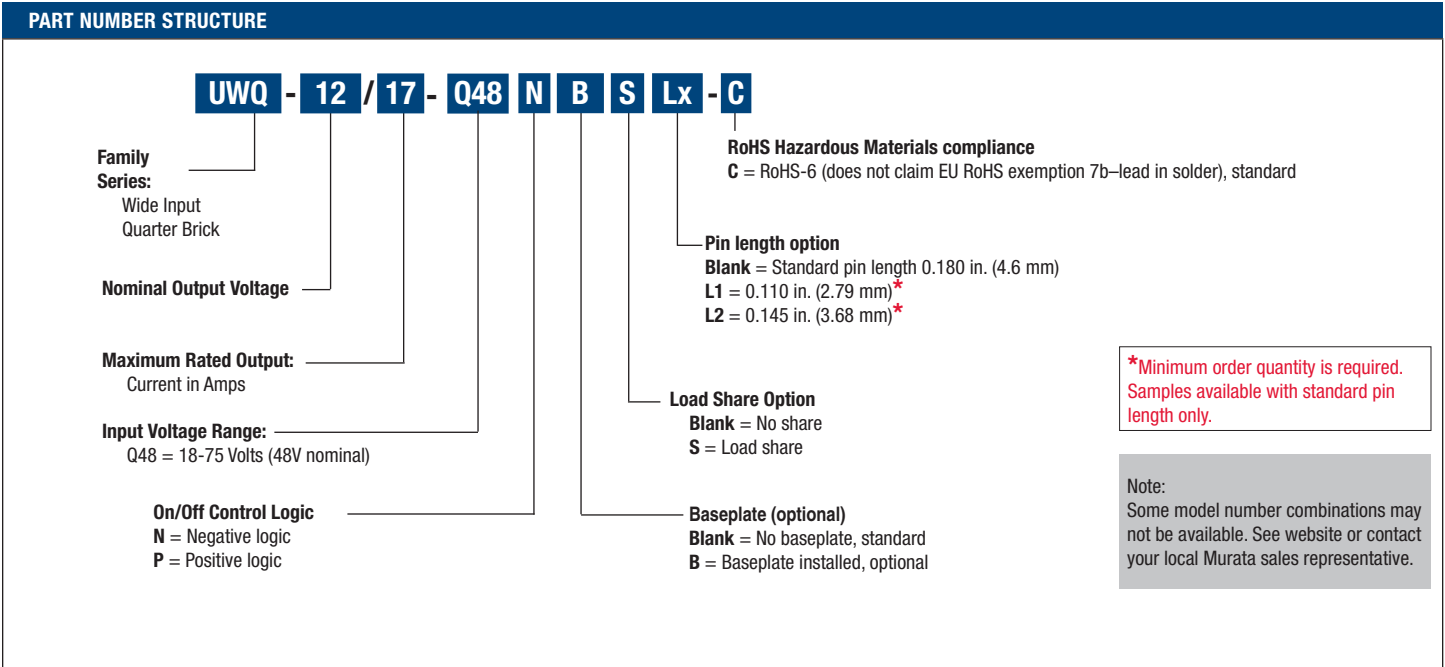 PART NUMBER STRUCTURE
UWQ - 12 / 17 - Q48 N B S Lx - C
Family
Series:
Wide Input
Quarter Brick
Nominal Output Voltage
Maximum Rated Output:
Current in Amps
Input Voltage Range:
Q48 = 18-75 Volts (48V nominal)
On/Off Control Logic
N = Negative logic
P = Positive logic
RoHS Hazardous Materials compliance
C = RoHS-6 (does not claim EU RoHS exemption 7b–lead in solder), standard
Pin length option
Blank = Standard pin length 0.180 in. (4.6 mm)
L1 = 0.110 in. (2.79 mm)*
L2 = 0.145 in. (3.68 mm)*
Load Share Option
Blank = No share
S = Load share
Baseplate (optional)
Blank = No baseplate, standard
B = Baseplate installed, optional
*Minimum order quantity is required.
Samples available with standard pin
length only.
Note:
Some model number combinations may
not be available. See website or contact
your local Murata sales representative.